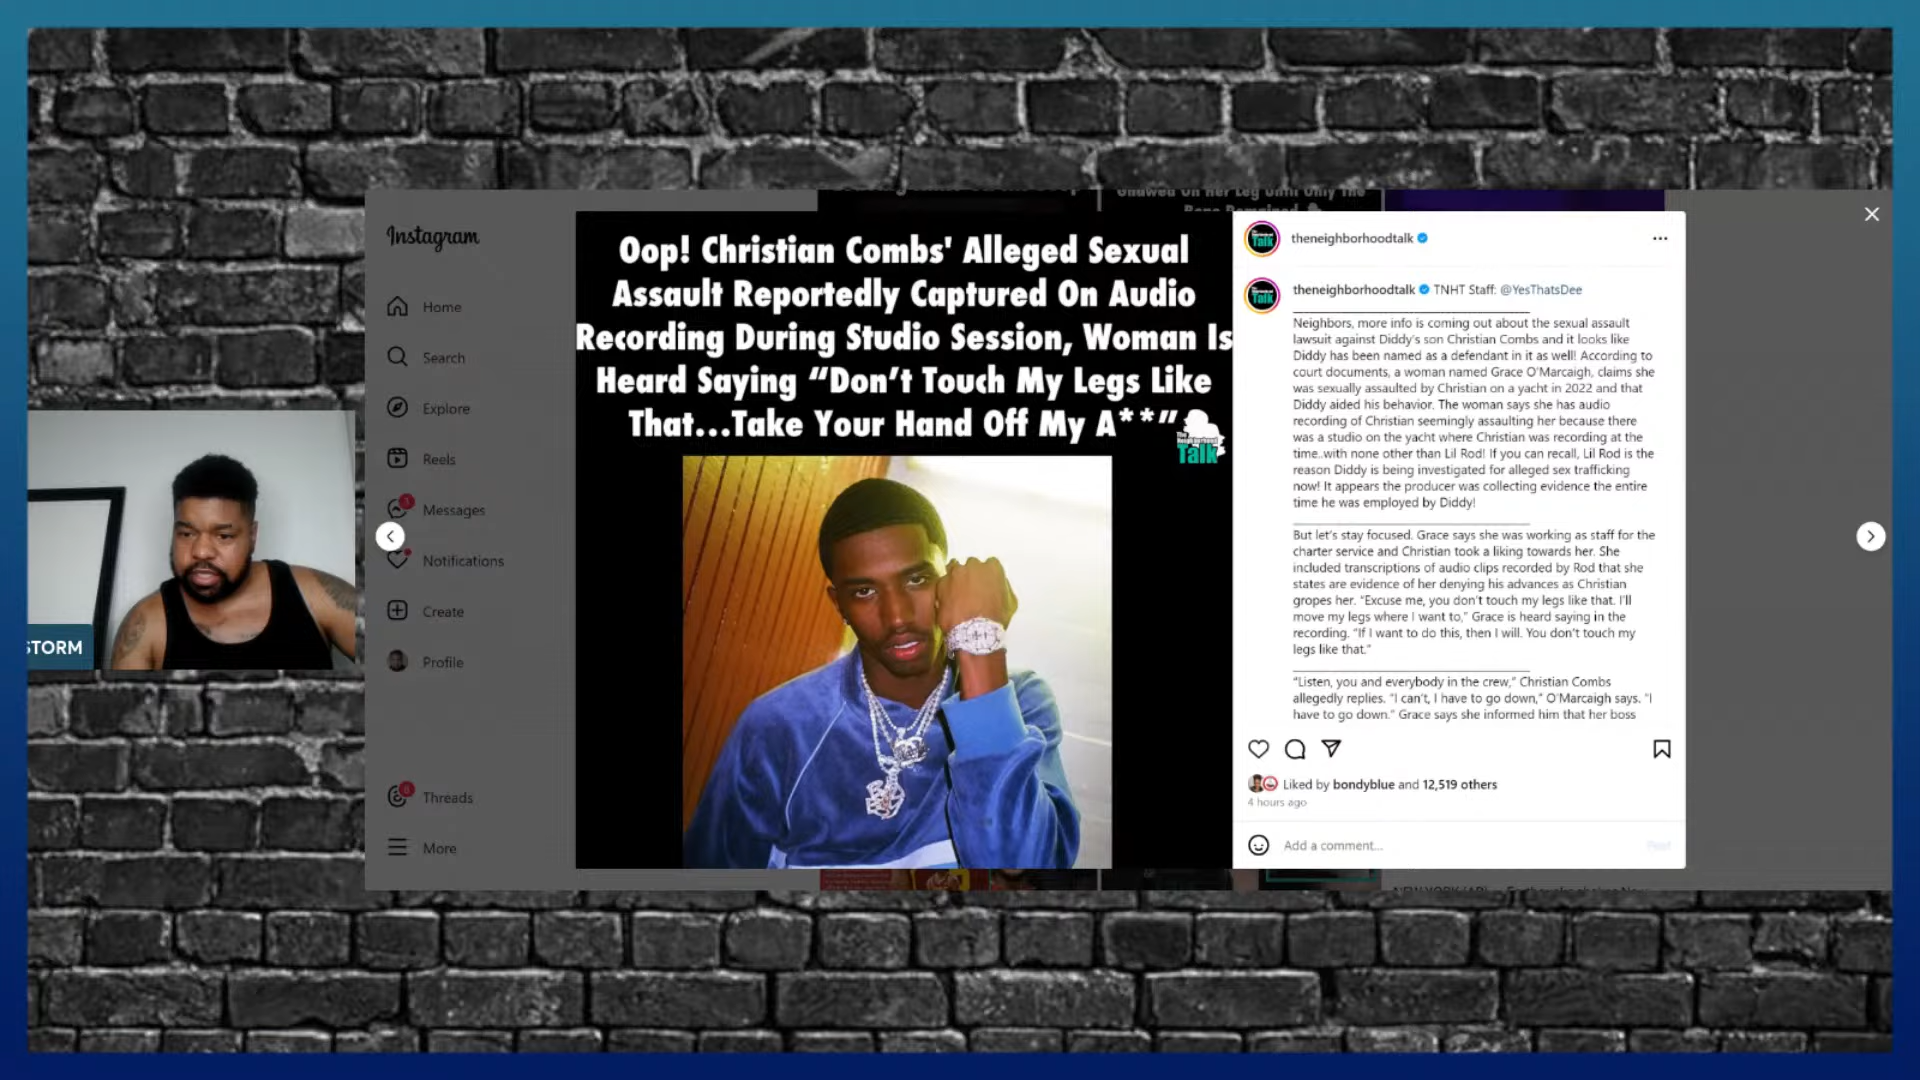 Gnawed On Her Leg Until Only The
Bone Remained
Instagram
Home
Search
Explore
Reels
1
Messages
Notifications
Create
Profile
8
Threads
More
STORM
Oop! Christian Combs' Alleged Sexual
Assault Reportedly Captured On Audio
Recording During Studio Session, Woman Is
Heard Saying “Don't Touch My Legs Like
That...Take Your Hand Off My A**”
The
Neighborhood
Talk
theneighborhoodtalk
theneighborhoodtalk TNHT Staff: @YesThatsDee
Neighbors, more info is coming out about the sexual assault
lawsuit against Diddy's son Christian Combs and it looks like
Diddy has been named as a defendant in it as well! According to
court documents, a woman named Grace O'Marcaigh, claims she
was sexually assaulted by Christian on a yacht in 2022 and that
Diddy aided his behavior. The woman says she has audio
recording of Christian seemingly assaulting her because there
was a studio on the yacht where Christian was recording at the
time..with none other than Lil Rod! If you can recall, Lil Rod is the
reason Diddy is being investigated for alleged sex trafficking
now! It appears the producer was collecting evidence the entire
time he was employed by Diddy!
But let's stay focused. Grace says she was working as staff for the
charter service and Christian took a liking towards her. She
included transcriptions of audio clips recorded by Rod that she
states are evidence of her denying his advances as Christian
gropes her. “Excuse me, you don't touch my legs like that. I'll
move my legs where I want to,” Grace is heard saying in the
recording. “If I want to do this, then I will. You don't touch my
legs like that.”
“Listen, you and everybody in the crew,” Christian Combs
allegedly replies. “I can't, I have to go down,” O'Marcaigh says. “I
have to go down.” Grace says she informed him that her boss
Liked by bondyblue and 12,519 others
4 hours ago
Add a comment...
Post